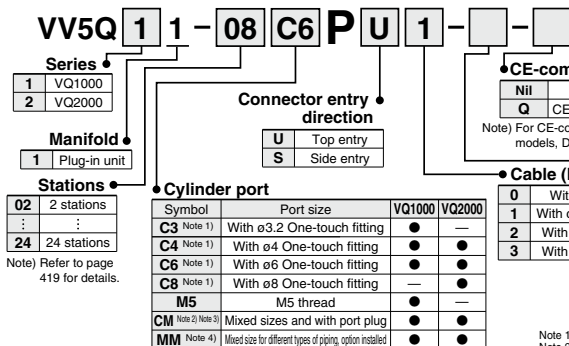 VV5Q 1 1 - 08 C6 P U 1 - -
Series
1 VQ1000
2 VQ2000
Manifold
1 Plug-in unit
Stations
02 2 stations
⋮ ⋮
24 24 stations
Note) Refer to page
419 for details.
Cylinder port
Symbol Port size VQ1000 VQ2000
C3 Note 1) With ø3.2 One-touch fitting ● —
C4 Note 1) With ø4 One-touch fitting ● ●
C6 Note 1) With ø6 One-touch fitting ● ●
C8 Note 1) With ø8 One-touch fitting — ●
M5 M5 thread ● —
CM Note 2) Note 3) Mixed sizes and with port plug ● ●
MM Note 4) Mixed size for different types of piping, option installed ● ●
Connector entry
direction
U Top entry
S Side entry
CE-com
Nil
Q CE
Note) For CE-co
models, D
Cable (
0 Wit
1 With
2 With
3 With
Note 1